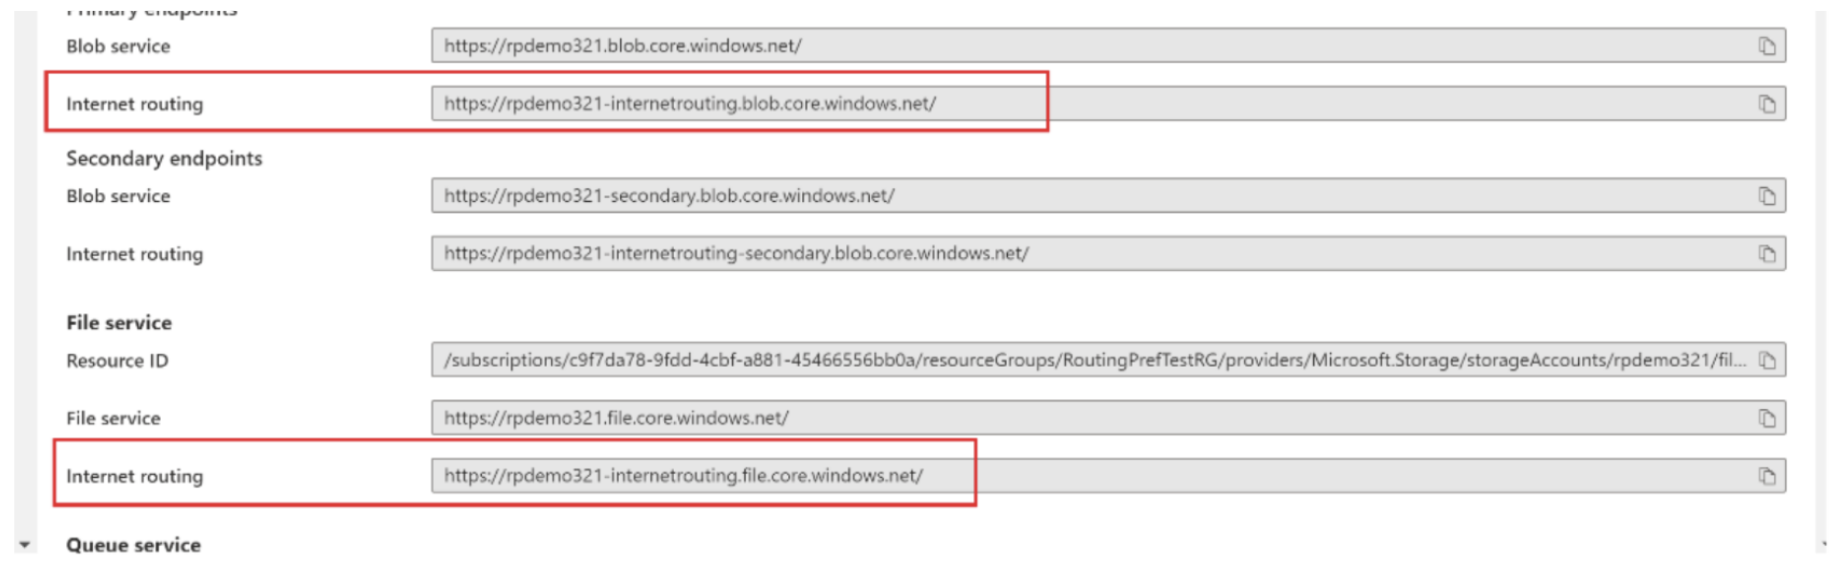 Primary endpoints
Blob service https://rpdemo321.blob.core.windows.net/
Internet routing https://rpdemo321-internetrouting.blob.core.windows.net/
Secondary endpoints
Blob service https://rpdemo321-secondary.blob.core.windows.net/
Internet routing https://rpdemo321-internetrouting-secondary.blob.core.windows.net/
File service
Resource ID /subscriptions/c9f7da78-9fdd-4cbf-a881-45466556bb0a/resourceGroups/RoutingPrefTestRG/providers/Microsoft.Storage/storageAccounts/rpdemo321/fil...
File service https://rpdemo321.file.core.windows.net/
Internet routing https://rpdemo321-internetrouting.file.core.windows.net/
Queue service